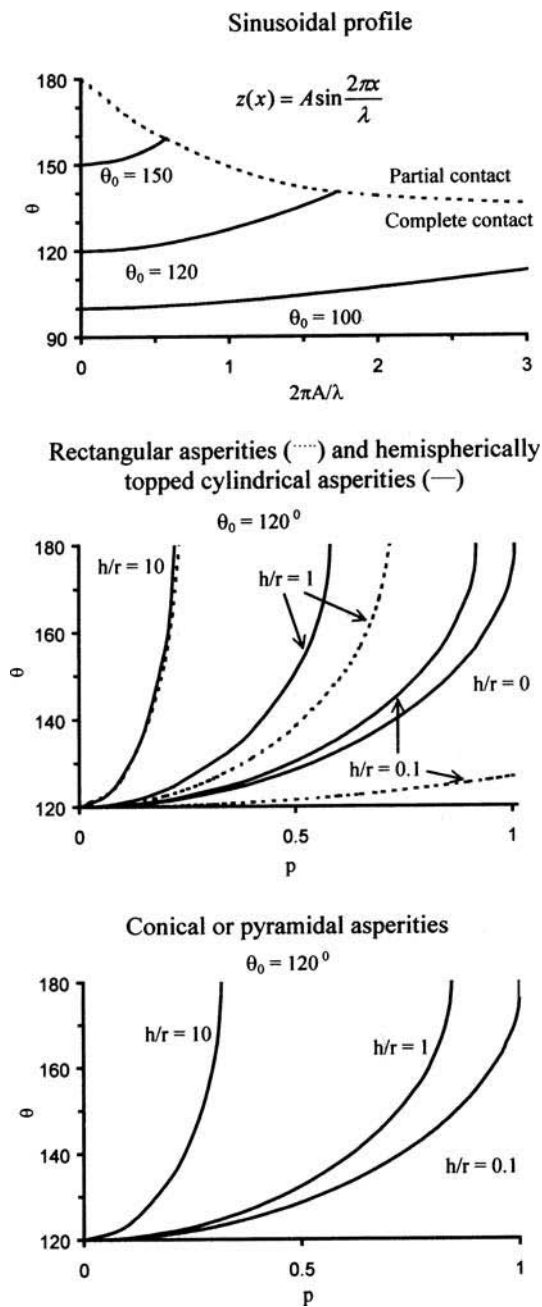 Sinusoidal profile
180
z(x) = A sin 2πx/λ
150
θ₀ = 150
Partial contact
θ
Complete contact
120
θ₀ = 120
θ₀ = 100
90
0 1 2 3
2πA/λ
Rectangular asperities (·····) and hemispherically
topped cylindrical asperities (—)
θ₀ = 120⁰
180
h/r = 10
h/r = 1
160
θ
h/r = 0
140
h/r = 0.1
120
0 0.5 1
p
Conical or pyramidal asperities
θ₀ = 120⁰
180
h/r = 10
h/r = 1
160
θ
140
h/r = 0.1
120
0 0.5 1
p